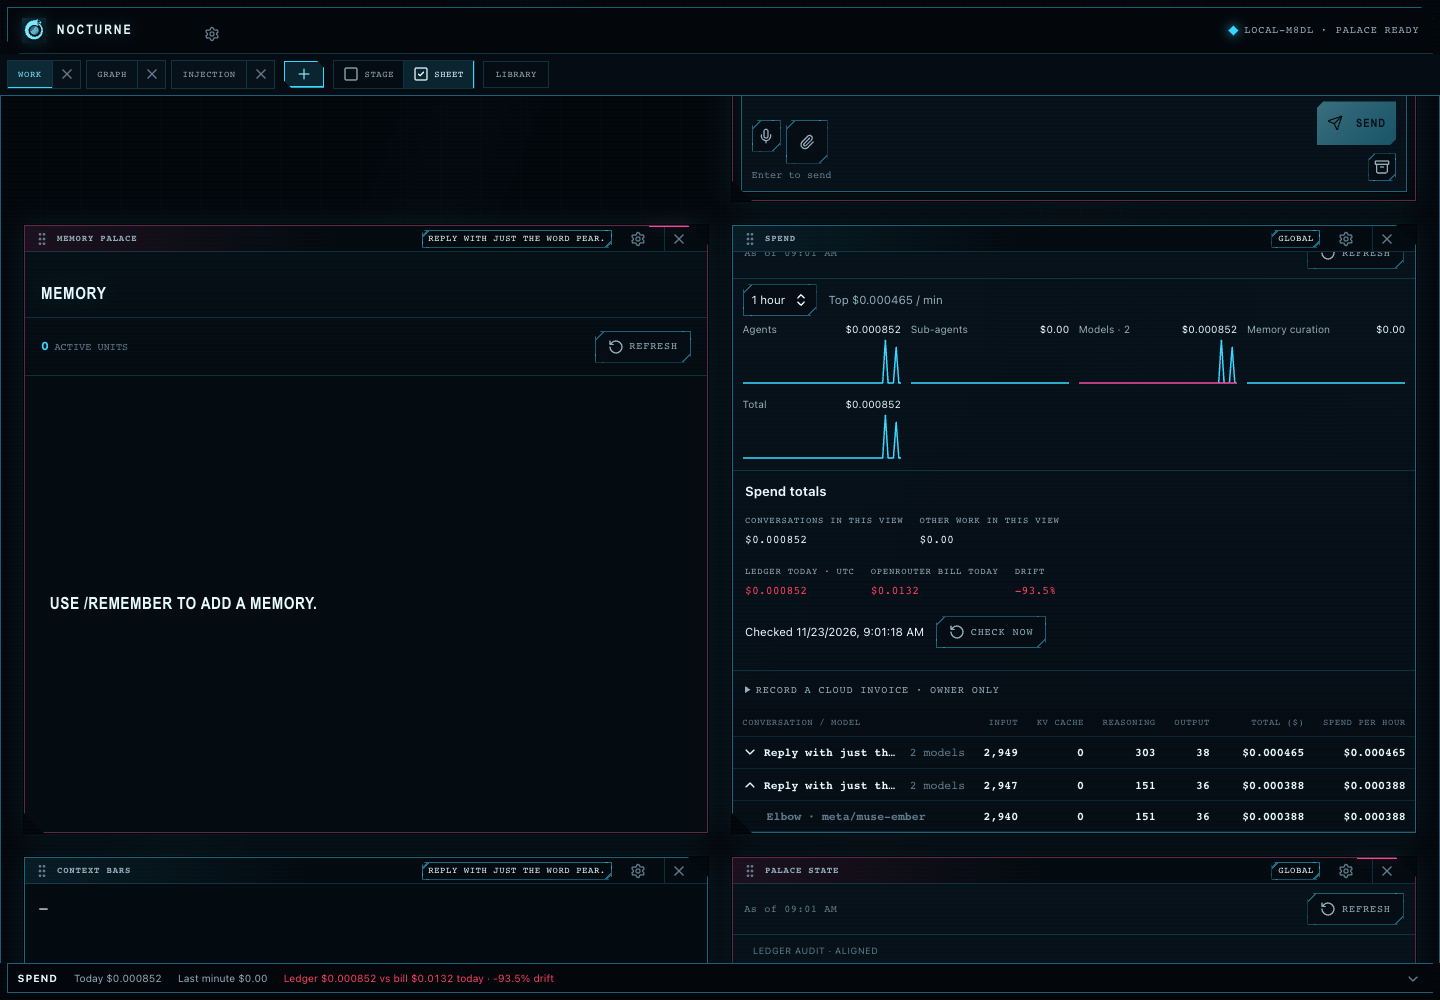 NOCTURNE
LOCAL-M8DL · PALACE READY
WORK
GRAPH
INJECTION
STAGE
SHEET
LIBRARY
SEND
Enter to send
MEMORY PALACE
REPLY WITH JUST THE WORD PEAR.
MEMORY
0 ACTIVE UNITS
REFRESH
USE /REMEMBER TO ADD A MEMORY.
SPEND
GLOBAL
As of 09:01 AM
REFRESH
1 hour
Top $0.000465 / min
Agents $0.000852
Sub-agents $0.00
Models · 2 $0.000852
Memory curation $0.00
Total $0.000852
Spend totals
CONVERSATIONS IN THIS VIEW OTHER WORK IN THIS VIEW
$0.000852 $0.00
LEDGER TODAY · UTC OPENROUTER BILL TODAY DRIFT
$0.000852 $0.0132 -93.5%
Checked 11/23/2026, 9:01:18 AM
CHECK NOW
RECORD A CLOUD INVOICE · OWNER ONLY
CONVERSATION / MODEL INPUT KV CACHE REASONING OUTPUT TOTAL ($) SPEND PER HOUR
Reply with just th… 2 models 2,949 0 303 38 $0.000465 $0.000465
Reply with just th… 2 models 2,947 0 151 36 $0.000388 $0.000388
Elbow · meta/muse-ember 2,940 0 151 36 $0.000388 $0.000388
CONTEXT BARS
REPLY WITH JUST THE WORD PEAR.
—
PALACE STATE
GLOBAL
As of 09:01 AM
REFRESH
LEDGER AUDIT · ALIGNED
SPEND Today $0.000852 Last minute $0.00 Ledger $0.000852 vs bill $0.0132 today · -93.5% drift